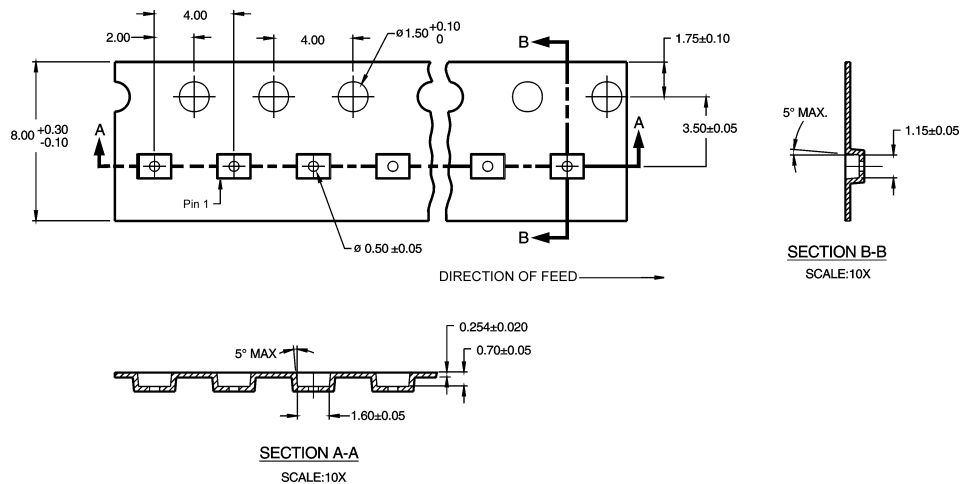 4.00
2.00
4.00
ø 1.50 +0.10
0
B
1.75±0.10
8.00 +0.30
-0.10
A
A
3.50±0.05
5° MAX.
1.15±0.05
Pin 1
B
ø 0.50 ±0.05
SECTION B-B
SCALE:10X
DIRECTION OF FEED
0.254±0.020
5° MAX
0.70±0.05
1.60±0.05
SECTION A-A
SCALE:10X